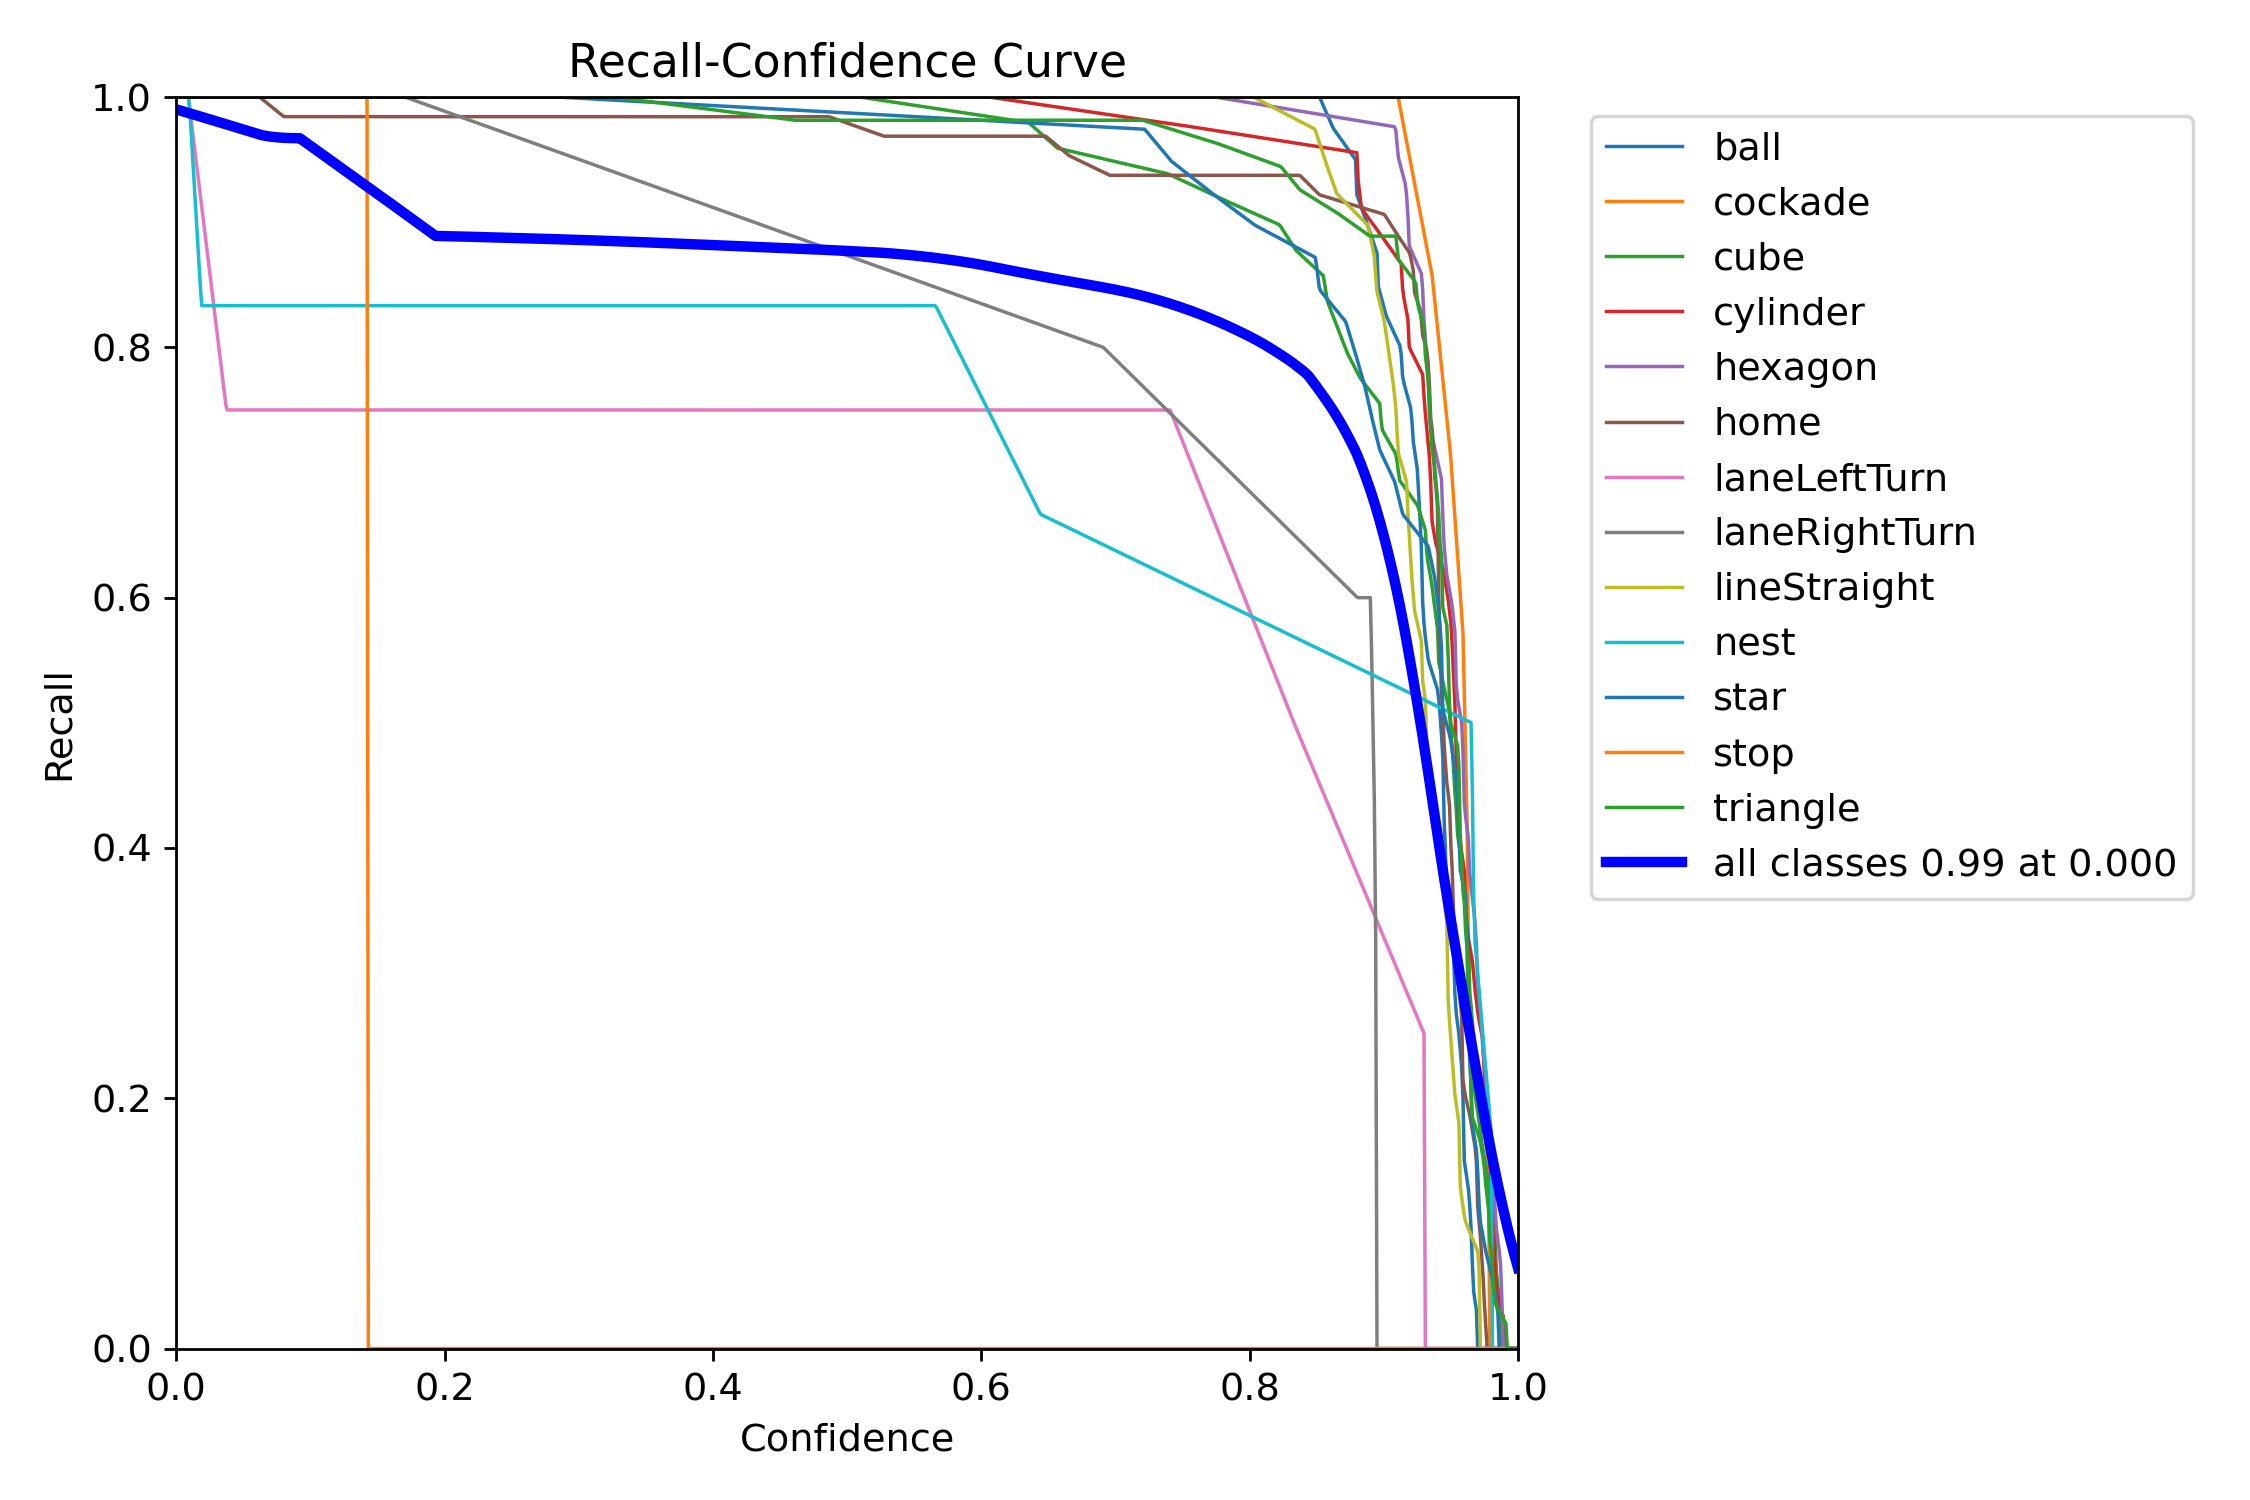 Recall-Confidence Curve
1.0
0.8
0.6
0.4
0.2
0.0
Recall
0.0 0.2 0.4 0.6 0.8 1.0
Confidence
ball
cockade
cube
cylinder
hexagon
home
laneLeftTurn
laneRightTurn
lineStraight
nest
star
stop
triangle
all classes 0.99 at 0.000